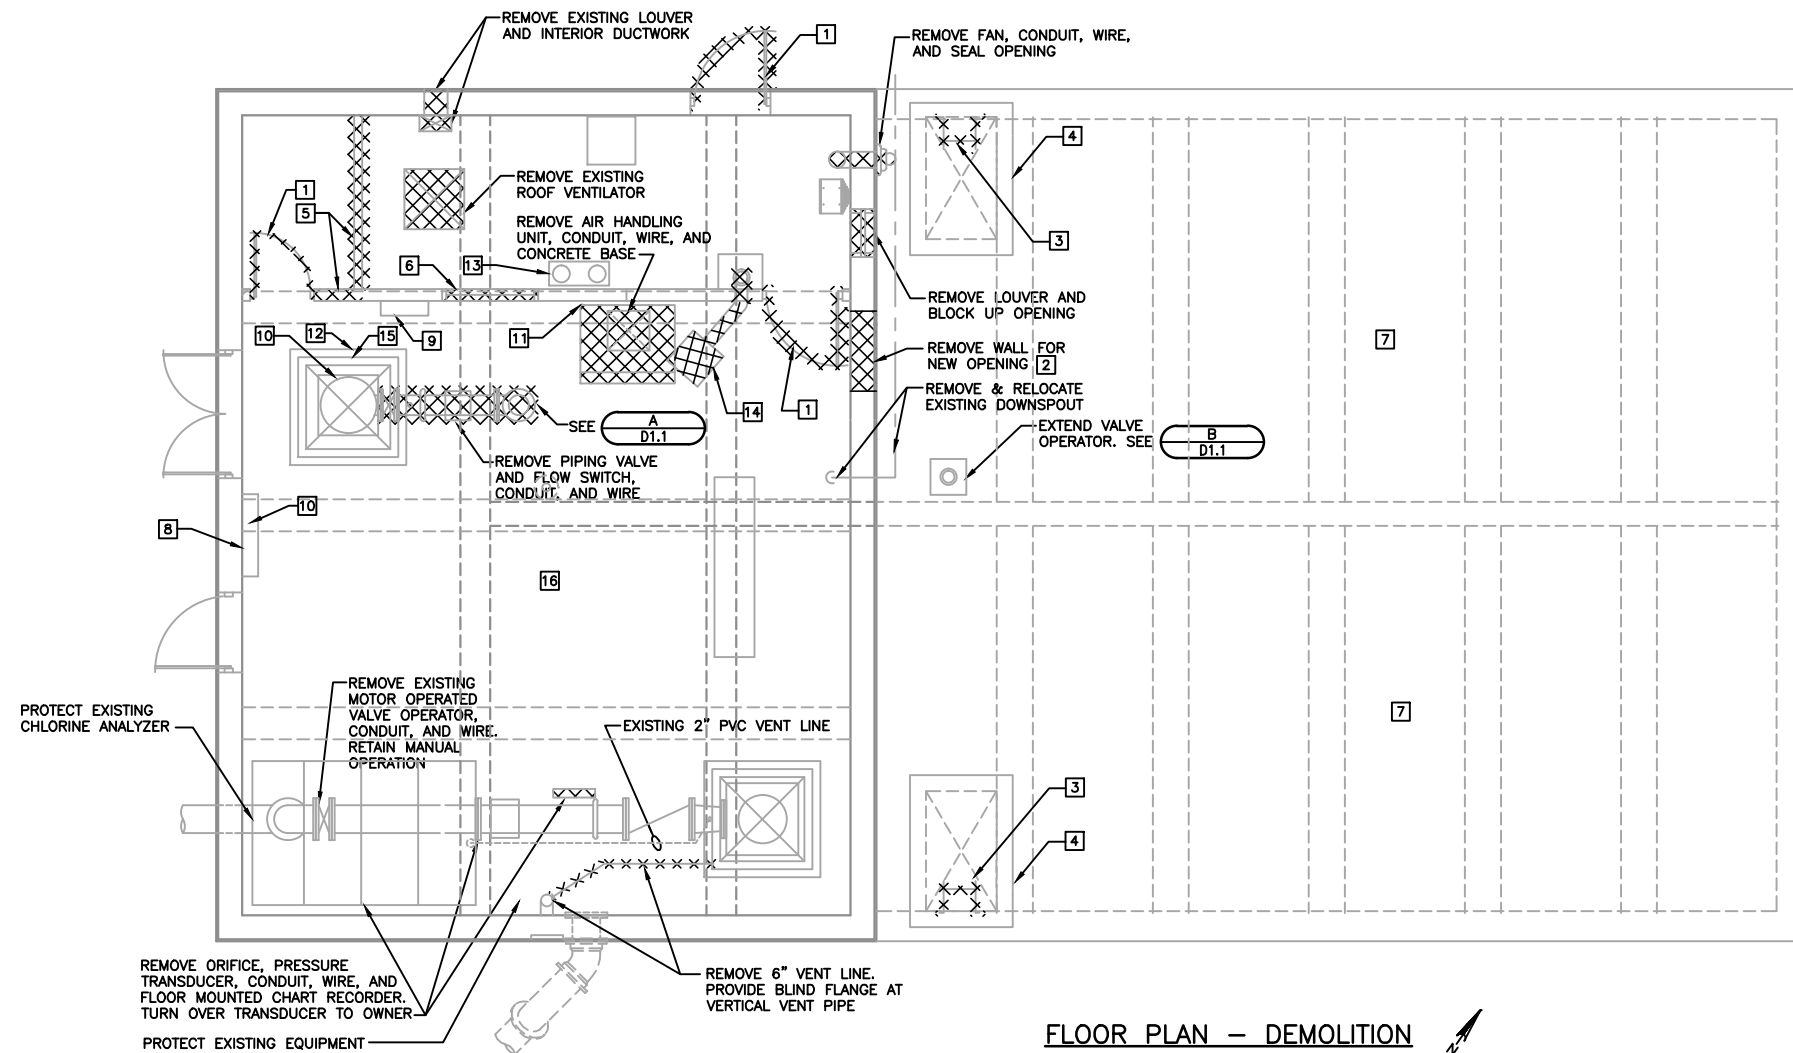 REMOVE EXISTING LOUVER
AND INTERIOR DUCTWORK
1
REMOVE FAN, CONDUIT, WIRE,
AND SEAL OPENING
4
3
1
5
REMOVE EXISTING
ROOF VENTILATOR
REMOVE AIR HANDLING
UNIT, CONDUIT, WIRE, AND
CONCRETE BASE
6
13
REMOVE LOUVER AND
BLOCK UP OPENING
10
12
15
9
11
7
REMOVE WALL FOR
NEW OPENING 2
14
1
REMOVE & RELOCATE
EXISTING DOWNSPOUT
SEE
A
D1.1
EXTEND VALVE
OPERATOR. SEE
B
D1.1
REMOVE PIPING VALVE
AND FLOW SWITCH,
CONDUIT, AND WIRE
10
8
16
REMOVE EXISTING
MOTOR OPERATED
VALVE OPERATOR,
CONDUIT, AND WIRE.
RETAIN MANUAL
OPERATION
PROTECT EXISTING
CHLORINE ANALYZER
EXISTING 2" PVC VENT LINE
7
3
4
REMOVE ORIFICE, PRESSURE
TRANSDUCER, CONDUIT, WIRE, AND
FLOOR MOUNTED CHART RECORDER.
TURN OVER TRANSDUCER TO OWNER
REMOVE 6" VENT LINE.
PROVIDE BLIND FLANGE AT
VERTICAL VENT PIPE
PROTECT EXISTING EQUIPMENT
FLOOR PLAN – DEMOLITION
N